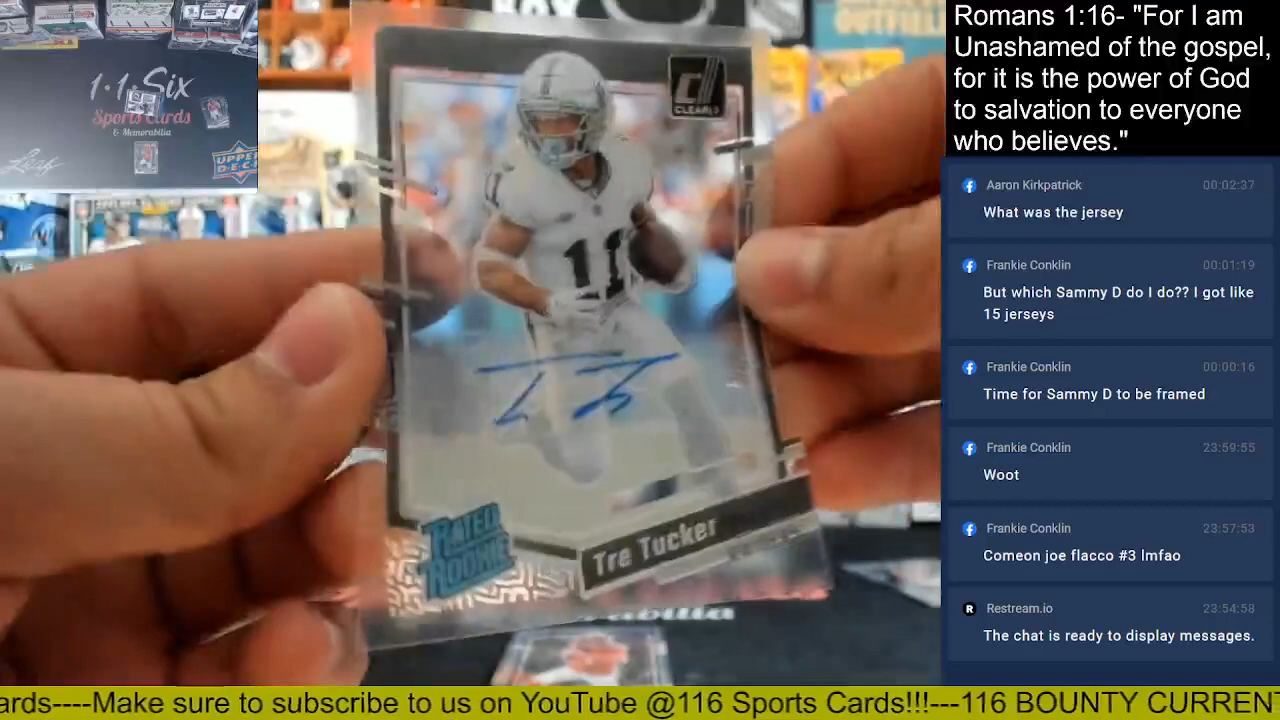 Romans 1:16- "For I am
Unashamed of the gospel,
for it is the power of God
to salvation to everyone
who believes."
Aaron Kirkpatrick 00:02:37
What was the jersey
Frankie Conklin 00:01:19
But which Sammy D do I do?? I got like
15 jerseys
Frankie Conklin 00:00:16
Time for Sammy D to be framed
Frankie Conklin 23:59:55
Woot
Frankie Conklin 23:57:53
Comeon joe flacco #3 lmfao
Restream.io 23:54:58
The chat is ready to display messages.
1.1.Six
Sports Cards
& Memorabilia
Leaf
UPPER
DECK
BOX
OUTFIELD
CLEARLY
11
11
RATED
ROOKIE
Tre Tucker
ards----Make sure to subscribe to us on YouTube @116 Sports Cards!!!---116 BOUNTY CURREN